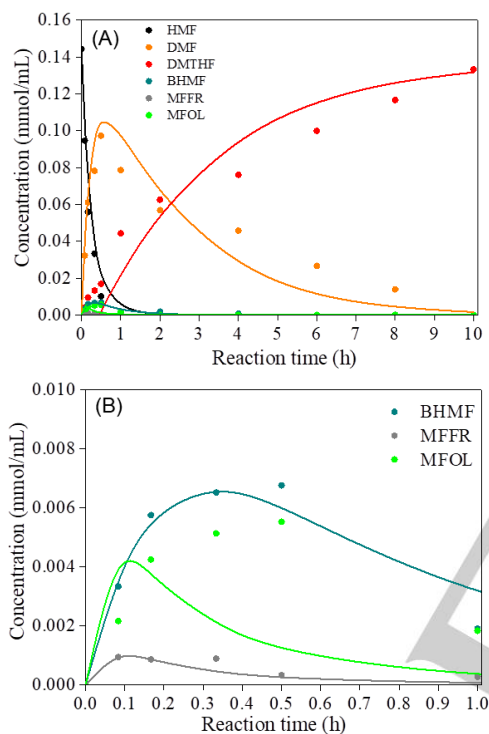 (A)
HMF
DMF
DMTHF
BHMF
MFFR
MFOL
Concentration (mmol/mL)
0.16
0.14
0.12
0.10
0.08
0.06
0.04
0.02
0.00
0 1 2 3 4 5 6 7 8 9 10
Reaction time (h)
(B)
BHMF
MFFR
MFOL
Concentration (mmol/mL)
0.010
0.008
0.006
0.004
0.002
0.000
0.0 0.1 0.2 0.3 0.4 0.5 0.6 0.7 0.8 0.9 1.0
Reaction time (h)